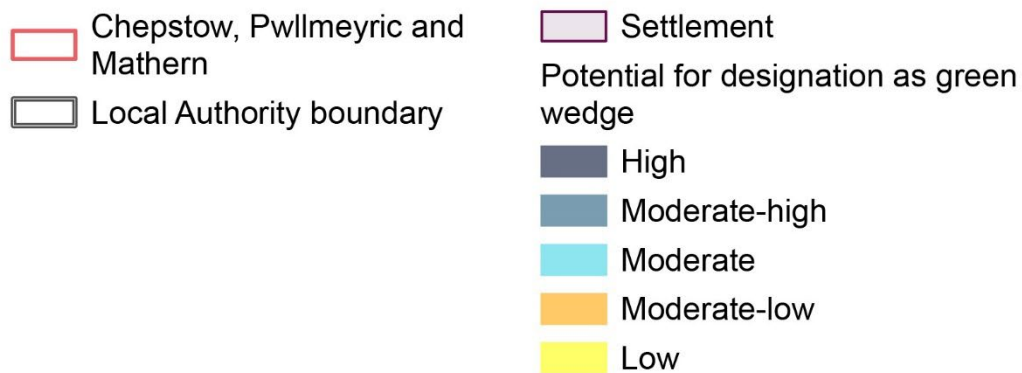 Chepstow, Pwllmeyric and
Mathern
Local Authority boundary
Settlement
Potential for designation as green
wedge
High
Moderate-high
Moderate
Moderate-low
Low